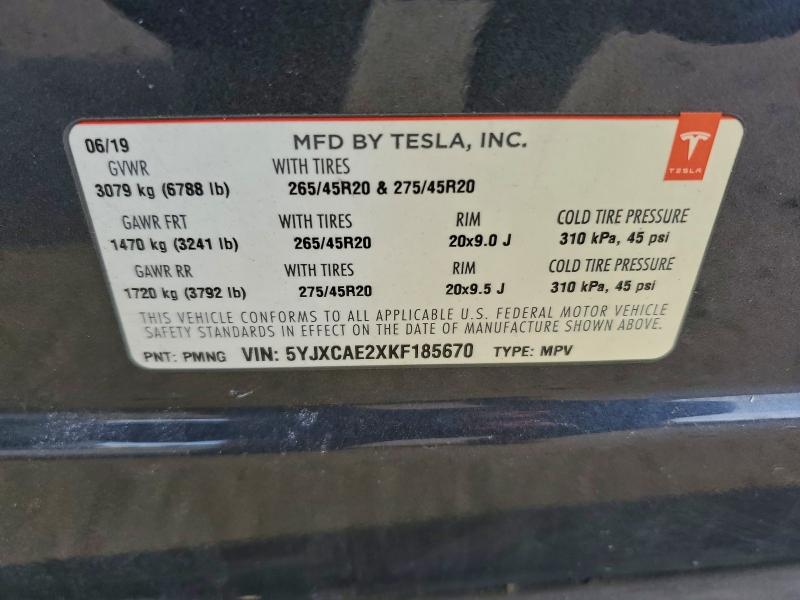 06/19 MFD BY TESLA, INC.
TESLA
GVWR WITH TIRES
3079 kg (6788 lb) 265/45R20 & 275/45R20
GAWR FRT WITH TIRES RIM COLD TIRE PRESSURE
1470 kg (3241 lb) 265/45R20 20x9.0 J 310 kPa, 45 psi
GAWR RR WITH TIRES RIM COLD TIRE PRESSURE
1720 kg (3792 lb) 275/45R20 20x9.5 J 310 kPa, 45 psi
THIS VEHICLE CONFORMS TO ALL APPLICABLE U.S. FEDERAL MOTOR VEHICLE
SAFETY STANDARDS IN EFFECT ON THE DATE OF MANUFACTURE SHOWN ABOVE.
PNT: PMNG VIN: 5YJXCAE2XKF185670 TYPE: MPV